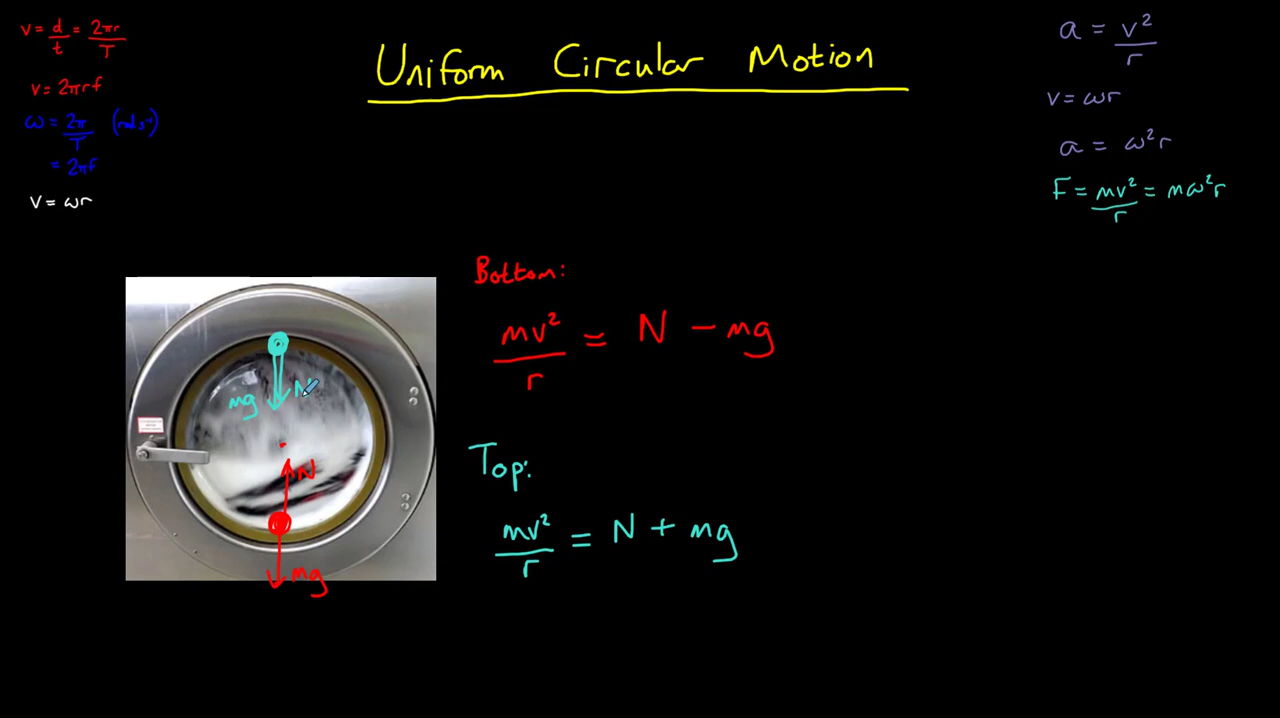 Uniform Circular Motion
v = d/t = 2πr/T
v = 2πrf
ω = 2π/T (rad s⁻¹)
= 2πf
v = ωr
a = v²/r
v = ωr
a = ω²r
F = mv²/r = mω²r
Bottom:
mv²/r = N - mg
Top:
mv²/r = N + mg
mg N
N
mg